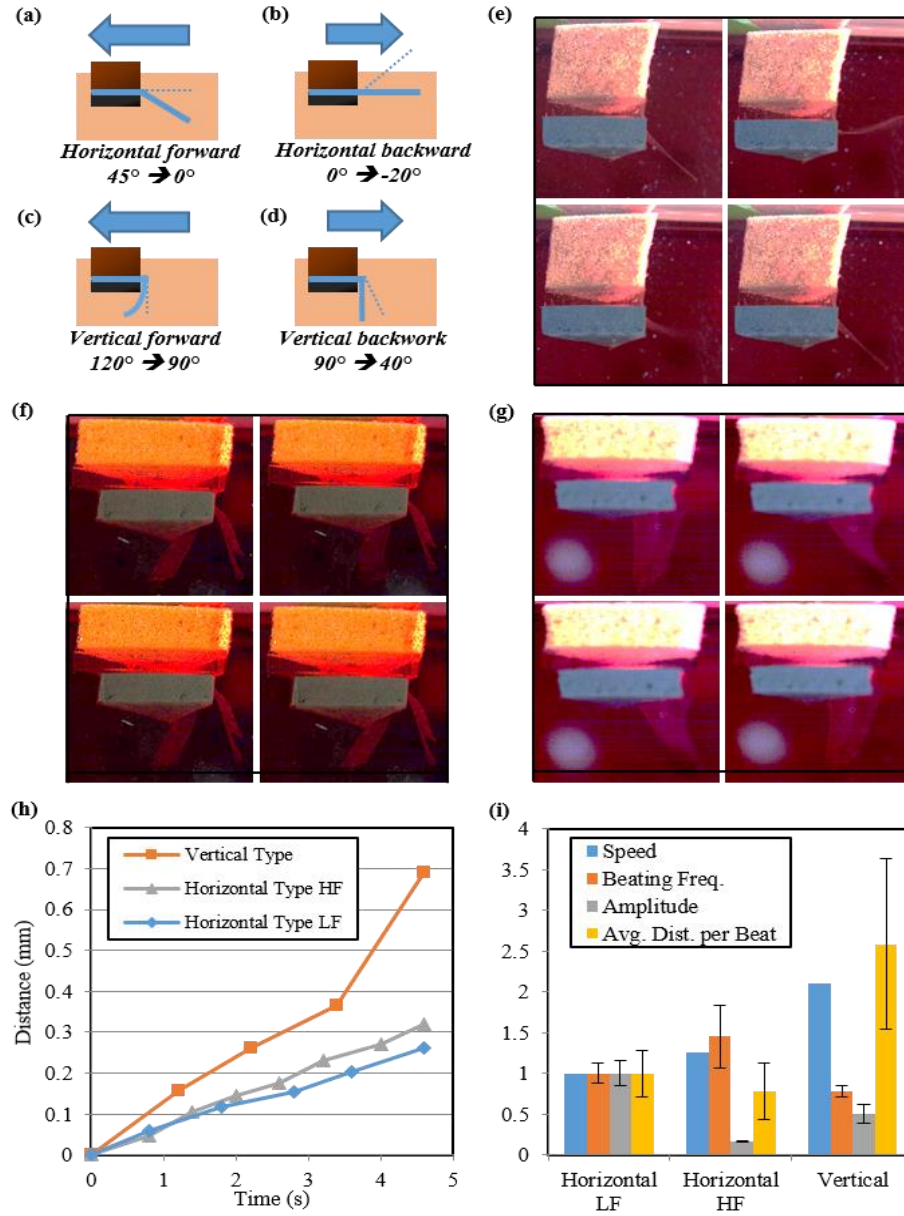 (a)
(b)
Horizontal forward
45° ➔ 0°
Horizontal backward
0° ➔ -20°
(c)
(d)
Vertical forward
120° ➔ 90°
Vertical backwork
90° ➔ 40°
(e)
(f)
(g)
(h)
0.8
0.7
0.6
0.5
0.4
0.3
0.2
0.1
0
Distance (mm)
Vertical Type
Horizontal Type HF
Horizontal Type LF
0 1 2 3 4 5
Time (s)
(i)
4
3.5
3
2.5
2
1.5
1
0.5
0
Speed
Beating Freq.
Amplitude
Avg. Dist. per Beat
Horizontal LF
Horizontal HF
Vertical